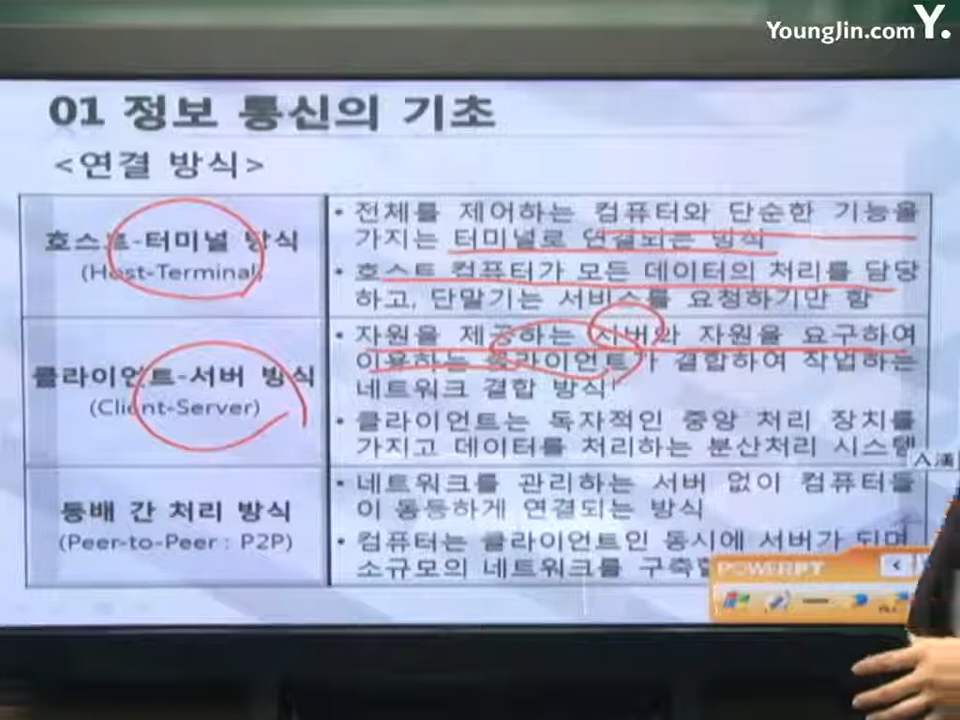 YoungJin.com Y.
01 정보 통신의 기초
<연결 방식>
호스트-터미널 방식
(Host-Terminal)
• 전체를 제어하는 컴퓨터와 단순한 기능을
가지는 터미널로 연결되는 방식
• 호스트 컴퓨터가 모든 데이터의 처리를 담당
하고, 단말기는 서비스를 요청하기만 함
클라이언트-서버 방식
(Client-Server)
• 자원을 제공하는 서버와 자원을 요구하여
이용하는 클라이언트가 결합하여 작업하는
네트워크 결합 방식
• 클라이언트는 독자적인 중앙 처리 장치를
가지고 데이터를 처리하는 분산처리 시스템
동배 간 처리 방식
(Peer-to-Peer : P2P)
• 네트워크를 관리하는 서버 없이 컴퓨터들
이 동등하게 연결되는 방식
• 컴퓨터는 클라이언트인 동시에 서버가 되며,
소규모의 네트워크를
POWERPT